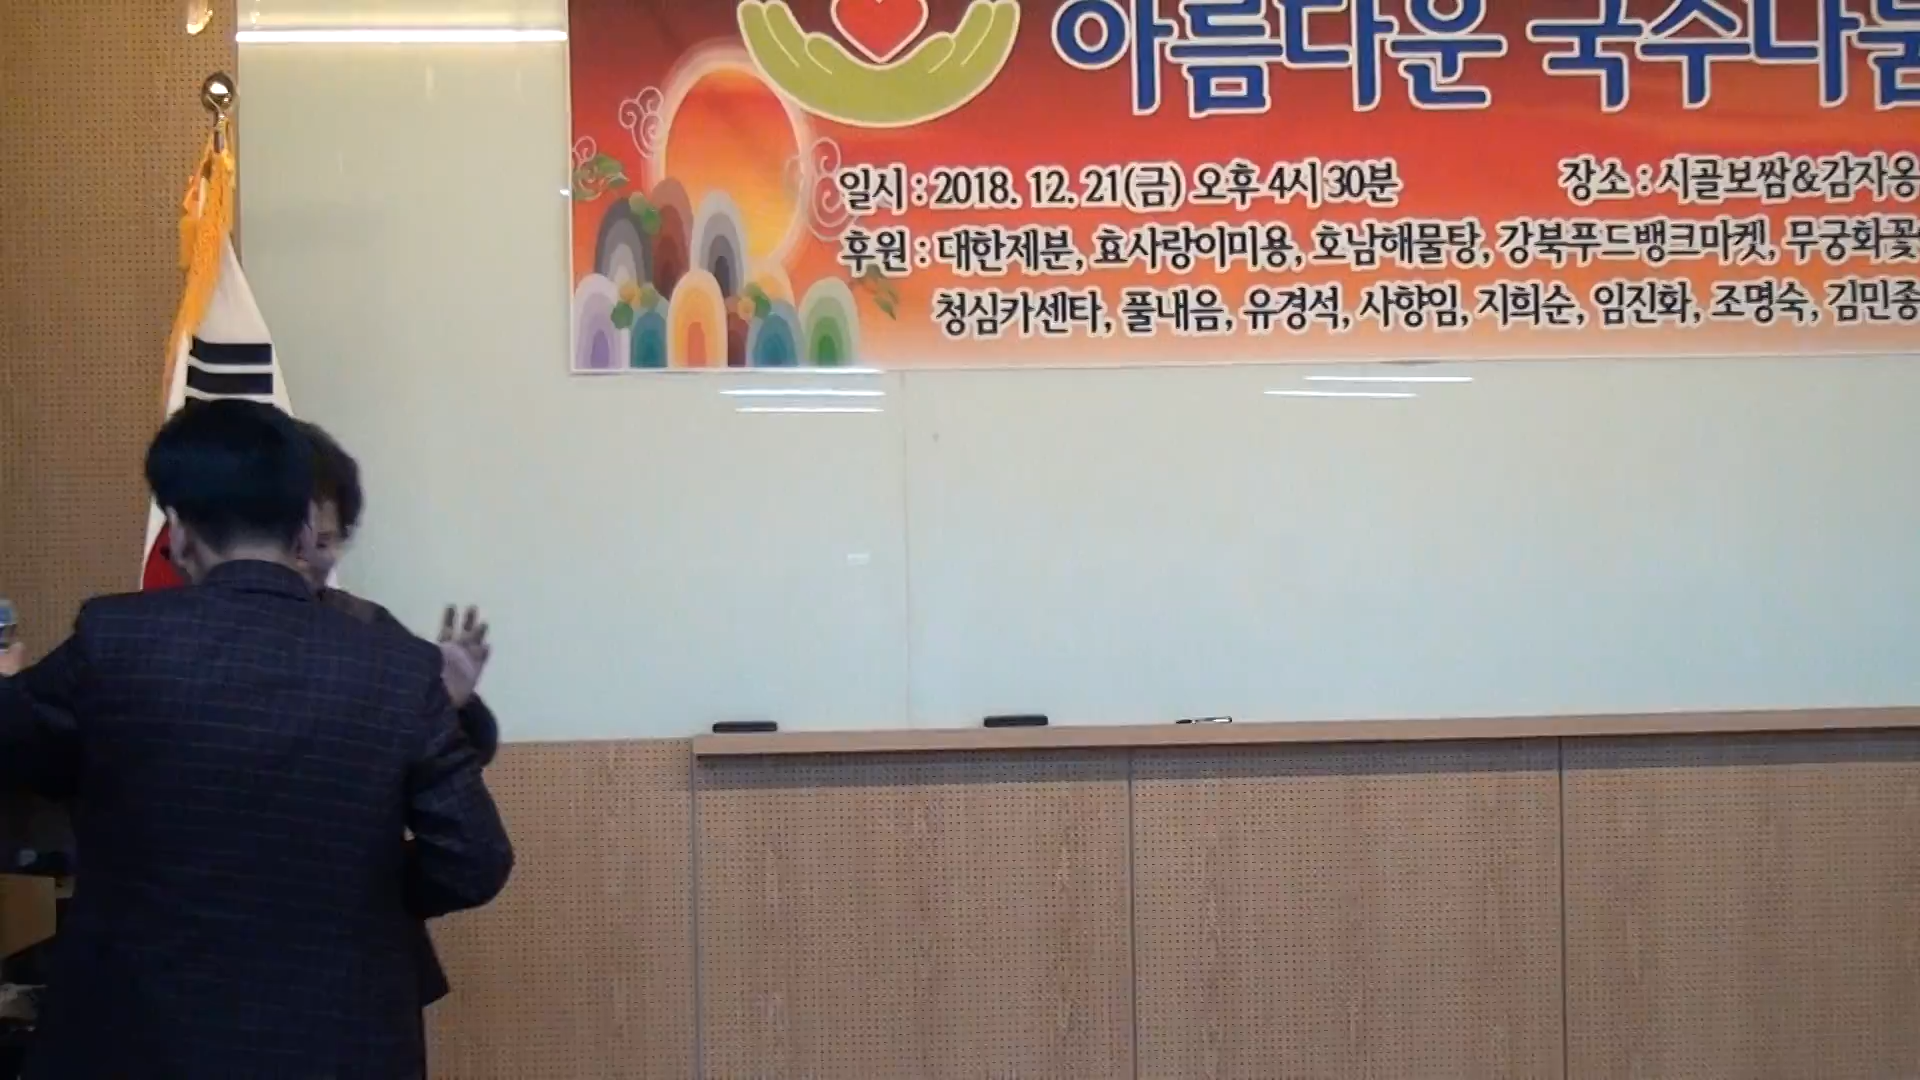 아름다운 국수나눔
일시 : 2018. 12. 21(금) 오후 4시 30분 장소 : 시골보쌈&감자옹
후원 : 대한제분, 효사랑이미용, 호남해물탕, 강북푸드뱅크마켓, 무궁화꽃
청심카센타, 풀내음, 유경석, 사향임, 지희순, 임진화, 조명숙, 김민종